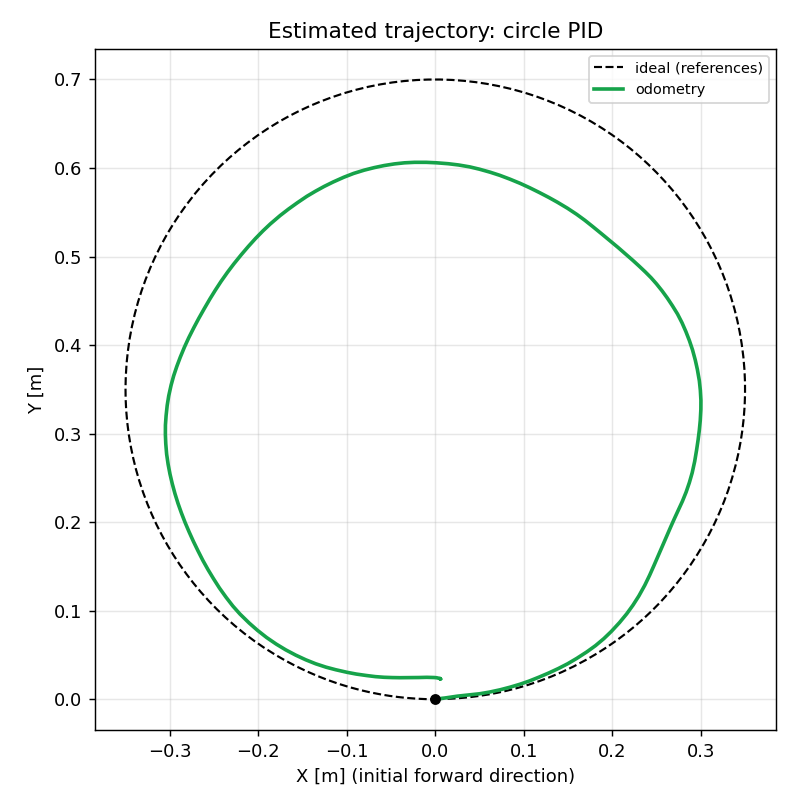 Estimated trajectory: circle PID
ideal (references)
odometry
Y [m]
0.7
0.6
0.5
0.4
0.3
0.2
0.1
0.0
−0.3 −0.2 −0.1 0.0 0.1 0.2 0.3
X [m] (initial forward direction)